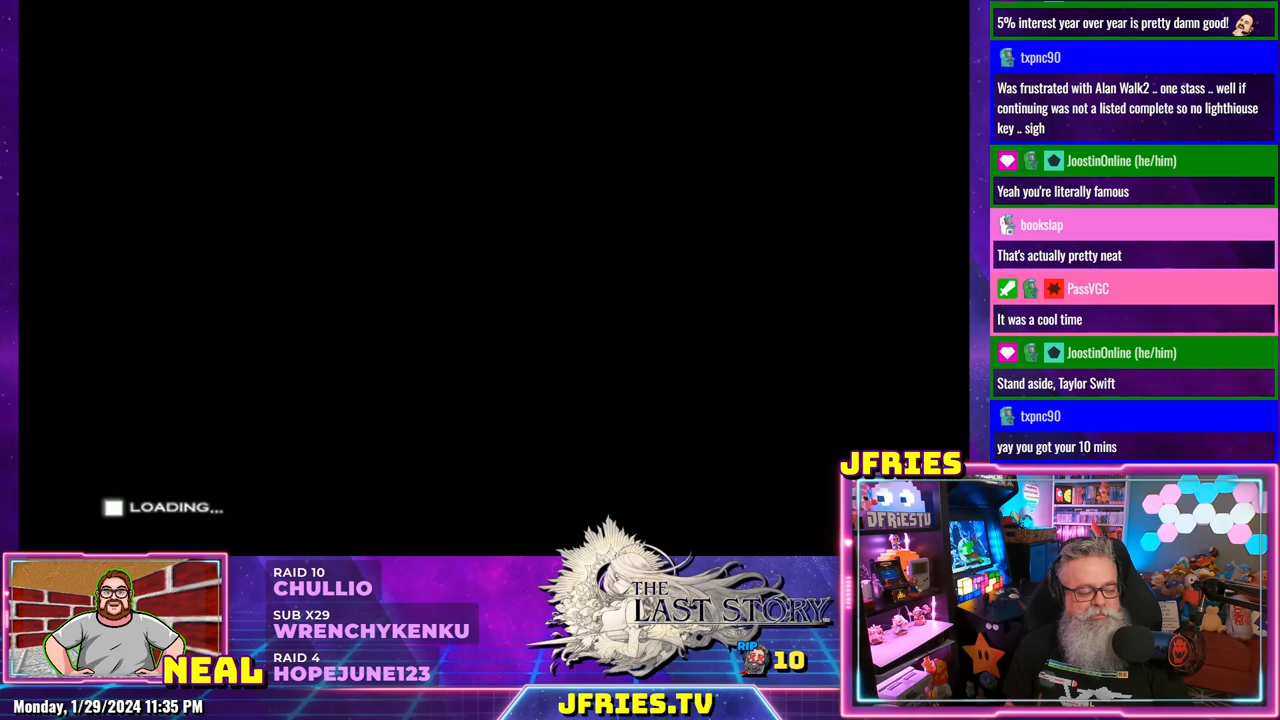 5% interest year over year is pretty damn good!
txpnc90
Was frustrated with Alan Walk2 .. one stass .. well if
continuing was not a listed complete so no lighthiouse
key .. sigh
JoostinOnline (he/him)
Yeah you're literally famous
bookslap
That's actually pretty neat
PassVGC
It was a cool time
JoostinOnline (he/him)
Stand aside, Taylor Swift
txpnc90
yay you got your 10 mins
JFRIES
JFRIESTV
LOADING...
RAID 10
CHULLIO
SUB X29
WRENCHYKENKU
RAID 4
HOPEJUNE123
NEAL
THE
LAST STORY
RIP
10
JFRIES.TV
Monday, 1/29/2024 11:35 PM